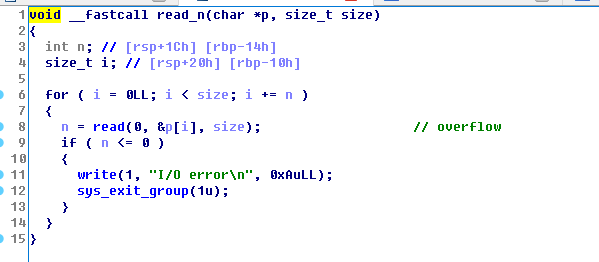 1 void __fastcall read_n(char *p, size_t size)
2 {
3 int n; // [rsp+1Ch] [rbp-14h]
4 size_t i; // [rsp+20h] [rbp-10h]
5
6 for ( i = 0LL; i < size; i += n )
7 {
8 n = read(0, &p[i], size); // overflow
9 if ( n <= 0 )
10 {
11 write(1, "I/O error\n", 0xAuLL);
12 sys_exit_group(1u);
13 }
14 }
15 }